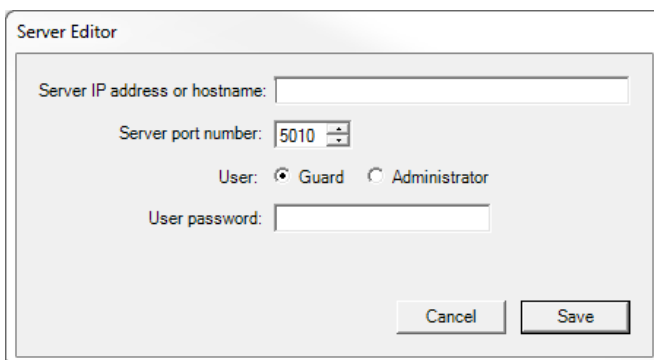 Server Editor
Server IP address or hostname:
Server port number: 5010
User: Guard Administrator
User password:
Cancel Save